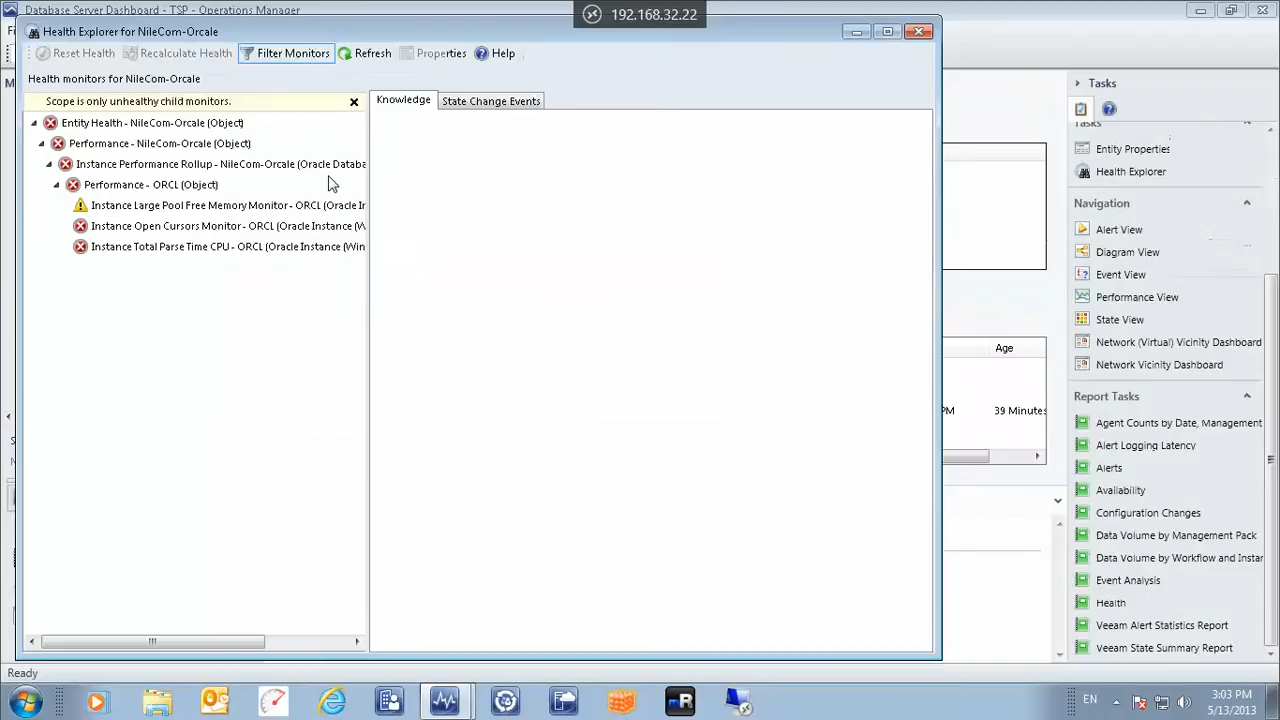 Database Server Dashboard - TSP - Operations Manager
192.168.32.22
Health Explorer for NileCom-Orcale
Reset Health Recalculate Health Filter Monitors Refresh Properties Help
Health monitors for NileCom-Orcale
Scope is only unhealthy child monitors.
Entity Health - NileCom-Orcale (Object)
Performance - NileCom-Orcale (Object)
Instance Performance Rollup - NileCom-Orcale (Oracle Databa
Performance - ORCL (Object)
Instance Large Pool Free Memory Monitor - ORCL (Oracle Ir
Instance Open Cursors Monitor - ORCL (Oracle Instance (W
Instance Total Parse Time CPU - ORCL (Oracle Instance (Win
Knowledge State Change Events
Age
PM 39 Minutes
Tasks
Tasks
Entity Properties
Health Explorer
Navigation
Alert View
Diagram View
Event View
Performance View
State View
Network (Virtual) Vicinity Dashboard
Network Vicinity Dashboard
Report Tasks
Agent Counts by Date, Management
Alert Logging Latency
Alerts
Availability
Configuration Changes
Data Volume by Management Pack
Data Volume by Workflow and Instar
Event Analysis
Health
Veeam Alert Statistics Report
Veeam State Summary Report
Ready
EN
3:03 PM
5/13/2013